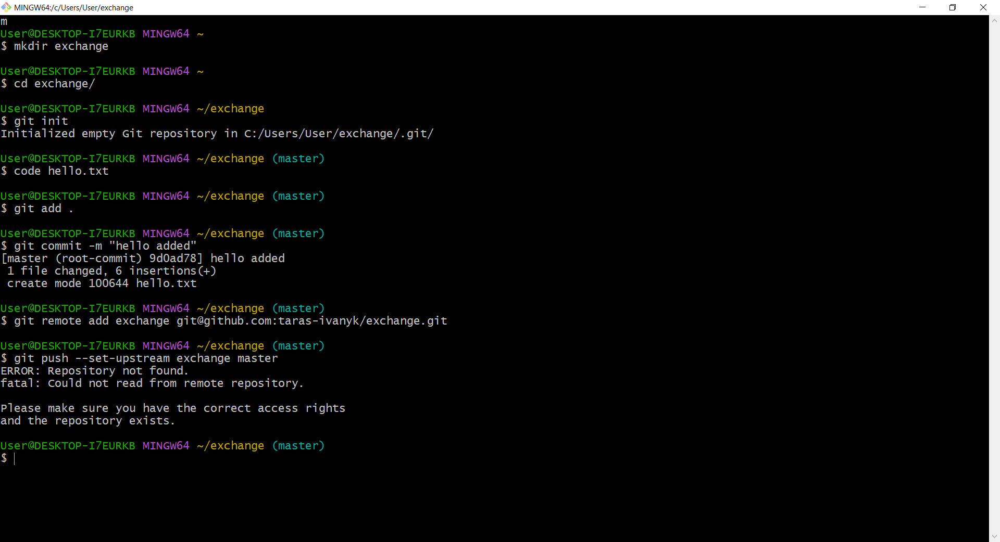 MINGW64:/c/Users/User/exchange
m
User@DESKTOP-I7EURKB MINGW64 ~
$ mkdir exchange
User@DESKTOP-I7EURKB MINGW64 ~
$ cd exchange/
User@DESKTOP-I7EURKB MINGW64 ~/exchange
$ git init
Initialized empty Git repository in C:/Users/User/exchange/.git/
User@DESKTOP-I7EURKB MINGW64 ~/exchange (master)
$ code hello.txt
User@DESKTOP-I7EURKB MINGW64 ~/exchange (master)
$ git add .
User@DESKTOP-I7EURKB MINGW64 ~/exchange (master)
$ git commit -m "hello added"
[master (root-commit) 9d0ad78] hello added
 1 file changed, 6 insertions(+)
 create mode 100644 hello.txt
User@DESKTOP-I7EURKB MINGW64 ~/exchange (master)
$ git remote add exchange git@github.com:taras-ivanyk/exchange.git
User@DESKTOP-I7EURKB MINGW64 ~/exchange (master)
$ git push --set-upstream exchange master
ERROR: Repository not found.
fatal: Could not read from remote repository.
Please make sure you have the correct access rights
and the repository exists.
User@DESKTOP-I7EURKB MINGW64 ~/exchange (master)
$